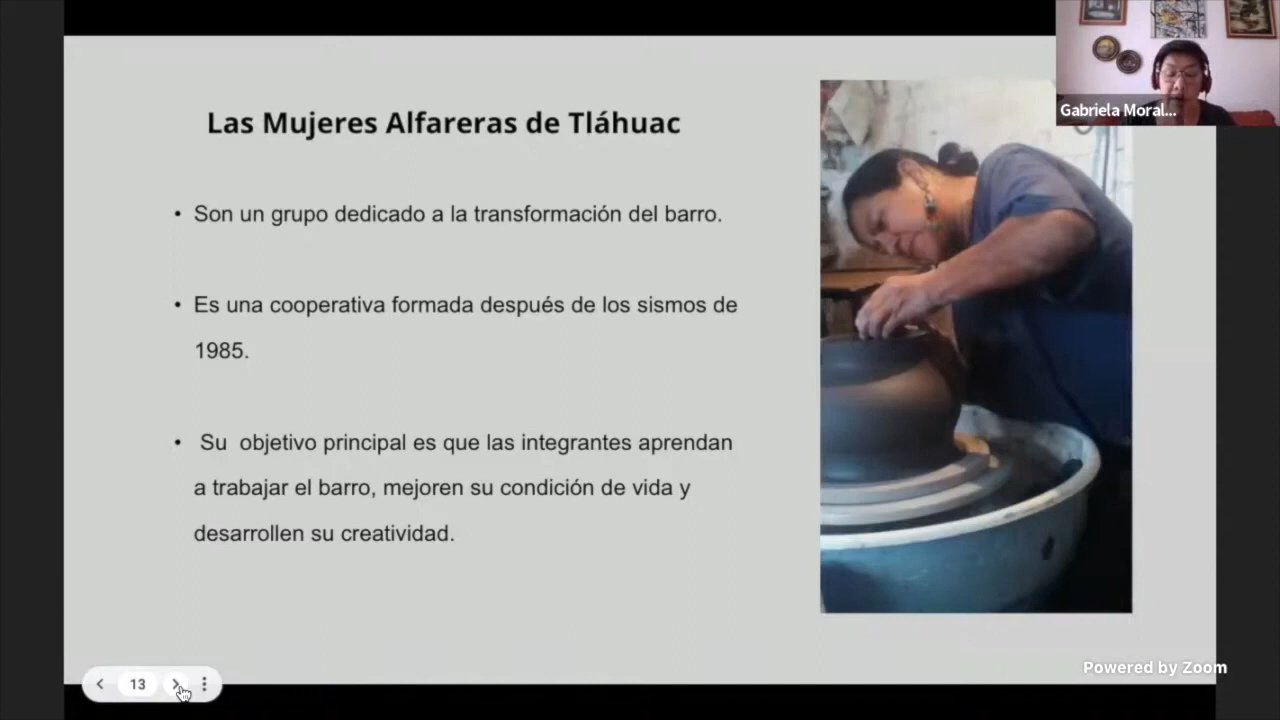 Las Mujeres Alfareras de Tláhuac
• Son un grupo dedicado a la transformación del barro.
• Es una cooperativa formada después de los sismos de
1985.
• Su objetivo principal es que las integrantes aprendan
a trabajar el barro, mejoren su condición de vida y
desarrollen su creatividad.
Gabriela Moral...
13
Powered by Zoom